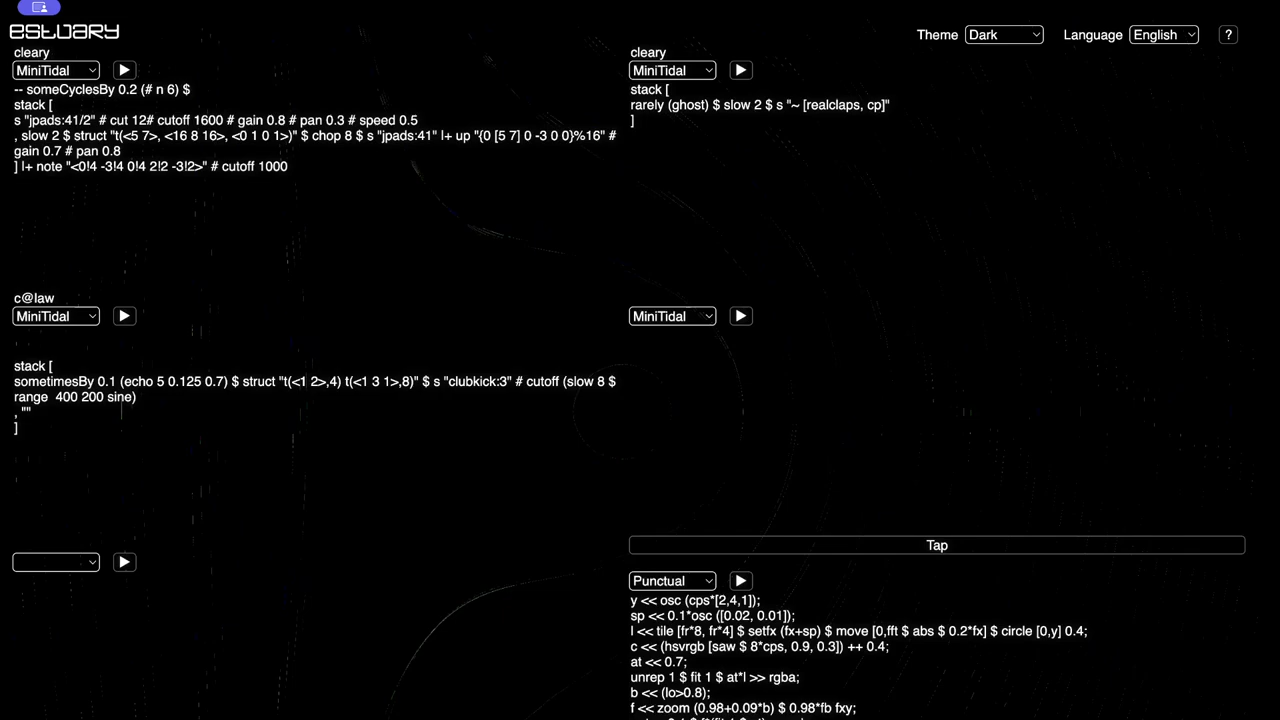 estuary
Theme Dark Language English ?
cleary
MiniTidal
-- someCyclesBy 0.2 (# n 6) $
stack [
s "jpads:41/2" # cut 12# cutoff 1600 # gain 0.8 # pan 0.3 # speed 0.5
, slow 2 $ struct "t(<5 7>, <16 8 16>, <0 1 0 1>)" $ chop 8 $ s "jpads:41" |+ up "{0 [5 7] 0 -3 0 0}%16" #
gain 0.7 # pan 0.8
] |+ note "<0!4 -3!4 0!4 2!2 -3!2>" # cutoff 1000
cleary
MiniTidal
stack [
rarely (ghost) $ slow 2 $ s "~ [realclaps, cp]"
]
c@law
MiniTidal
stack [
sometimesBy 0.1 (echo 5 0.125 0.7) $ struct "t(<1 2>,4) t(<1 3 1>,8)" $ s "clubkick:3" # cutoff (slow 8 $
range  400 200 sine)
, ""
]
MiniTidal
Tap
Punctual
y << osc (cps*[2,4,1]);
sp << 0.1*osc ([0.02, 0.01]);
l << tile [fr*8, fr*4] $ setfx (fx+sp) $ move [0,fft $ abs $ 0.2*fx] $ circle [0,y] 0.4;
c << (hsvrgb [saw $ 8*cps, 0.9, 0.3]) ++ 0.4;
at << 0.7;
unrep 1 $ fit 1 $ at*l >> rgba;
b << (lo>0.8);
f << zoom (0.98+0.09*b) $ 0.98*fb fxy;